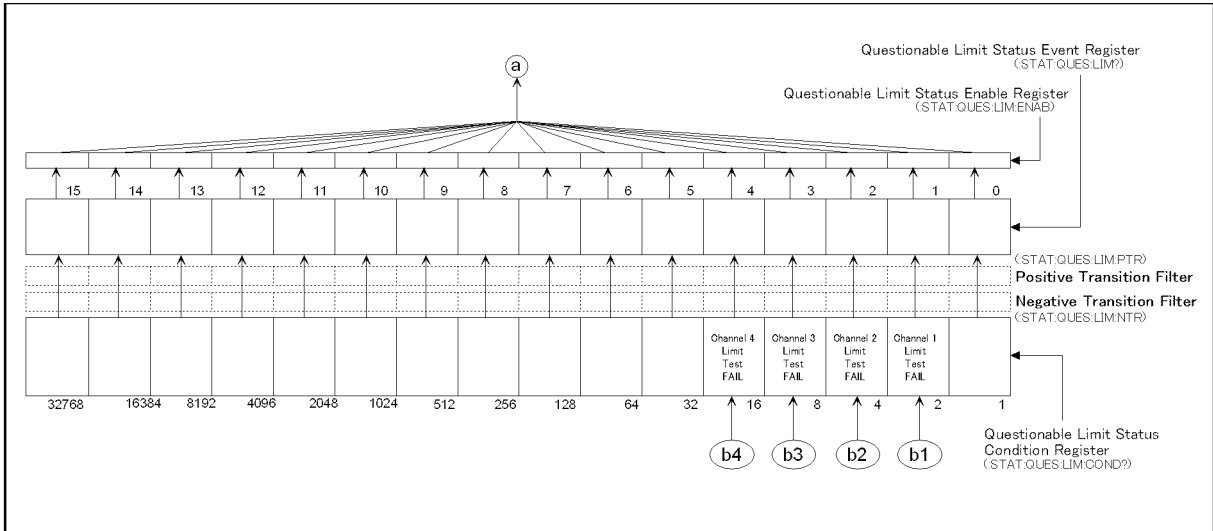 Questionable Limit Status Event Register
(:STAT:QUES:LIM?)
a
Questionable Limit Status Enable Register
(:STAT:QUES:LIM:ENAB)
15 14 13 12 11 10 9 8 7 6 5 4 3 2 1 0
(:STAT:QUES:LIM:PTR)
Positive Transition Filter
Negative Transition Filter
(:STAT:QUES:LIM:NTR)
Channel 4 Channel 3 Channel 2 Channel 1
Limit Limit Limit Limit
Test Test Test Test
FAIL FAIL FAIL FAIL
32768 16384 8192 4096 2048 1024 512 256 128 64 32 16 8 4 2 1
b4 b3 b2 b1
Questionable Limit Status
Condition Register
(:STAT:QUES:LIM:COND?)